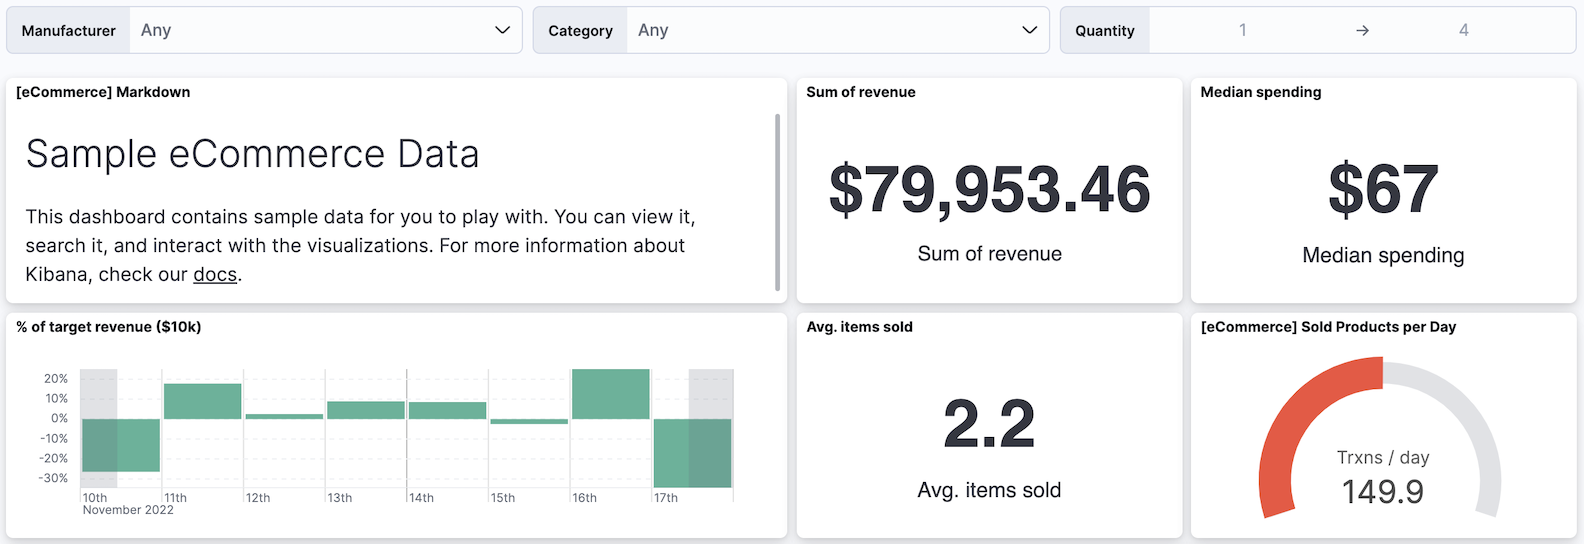 Manufacturer Any Category Any Quantity 1 → 4
[eCommerce] Markdown
Sample eCommerce Data
This dashboard contains sample data for you to play with. You can view it,
search it, and interact with the visualizations. For more information about
Kibana, check our docs.
Sum of revenue
$79,953.46
Sum of revenue
Median spending
$67
Median spending
% of target revenue ($10k)
20%
10%
0%
-10%
-20%
-30%
10th 11th 12th 13th 14th 15th 16th 17th
November 2022
Avg. items sold
2.2
Avg. items sold
[eCommerce] Sold Products per Day
Trxns / day
149.9